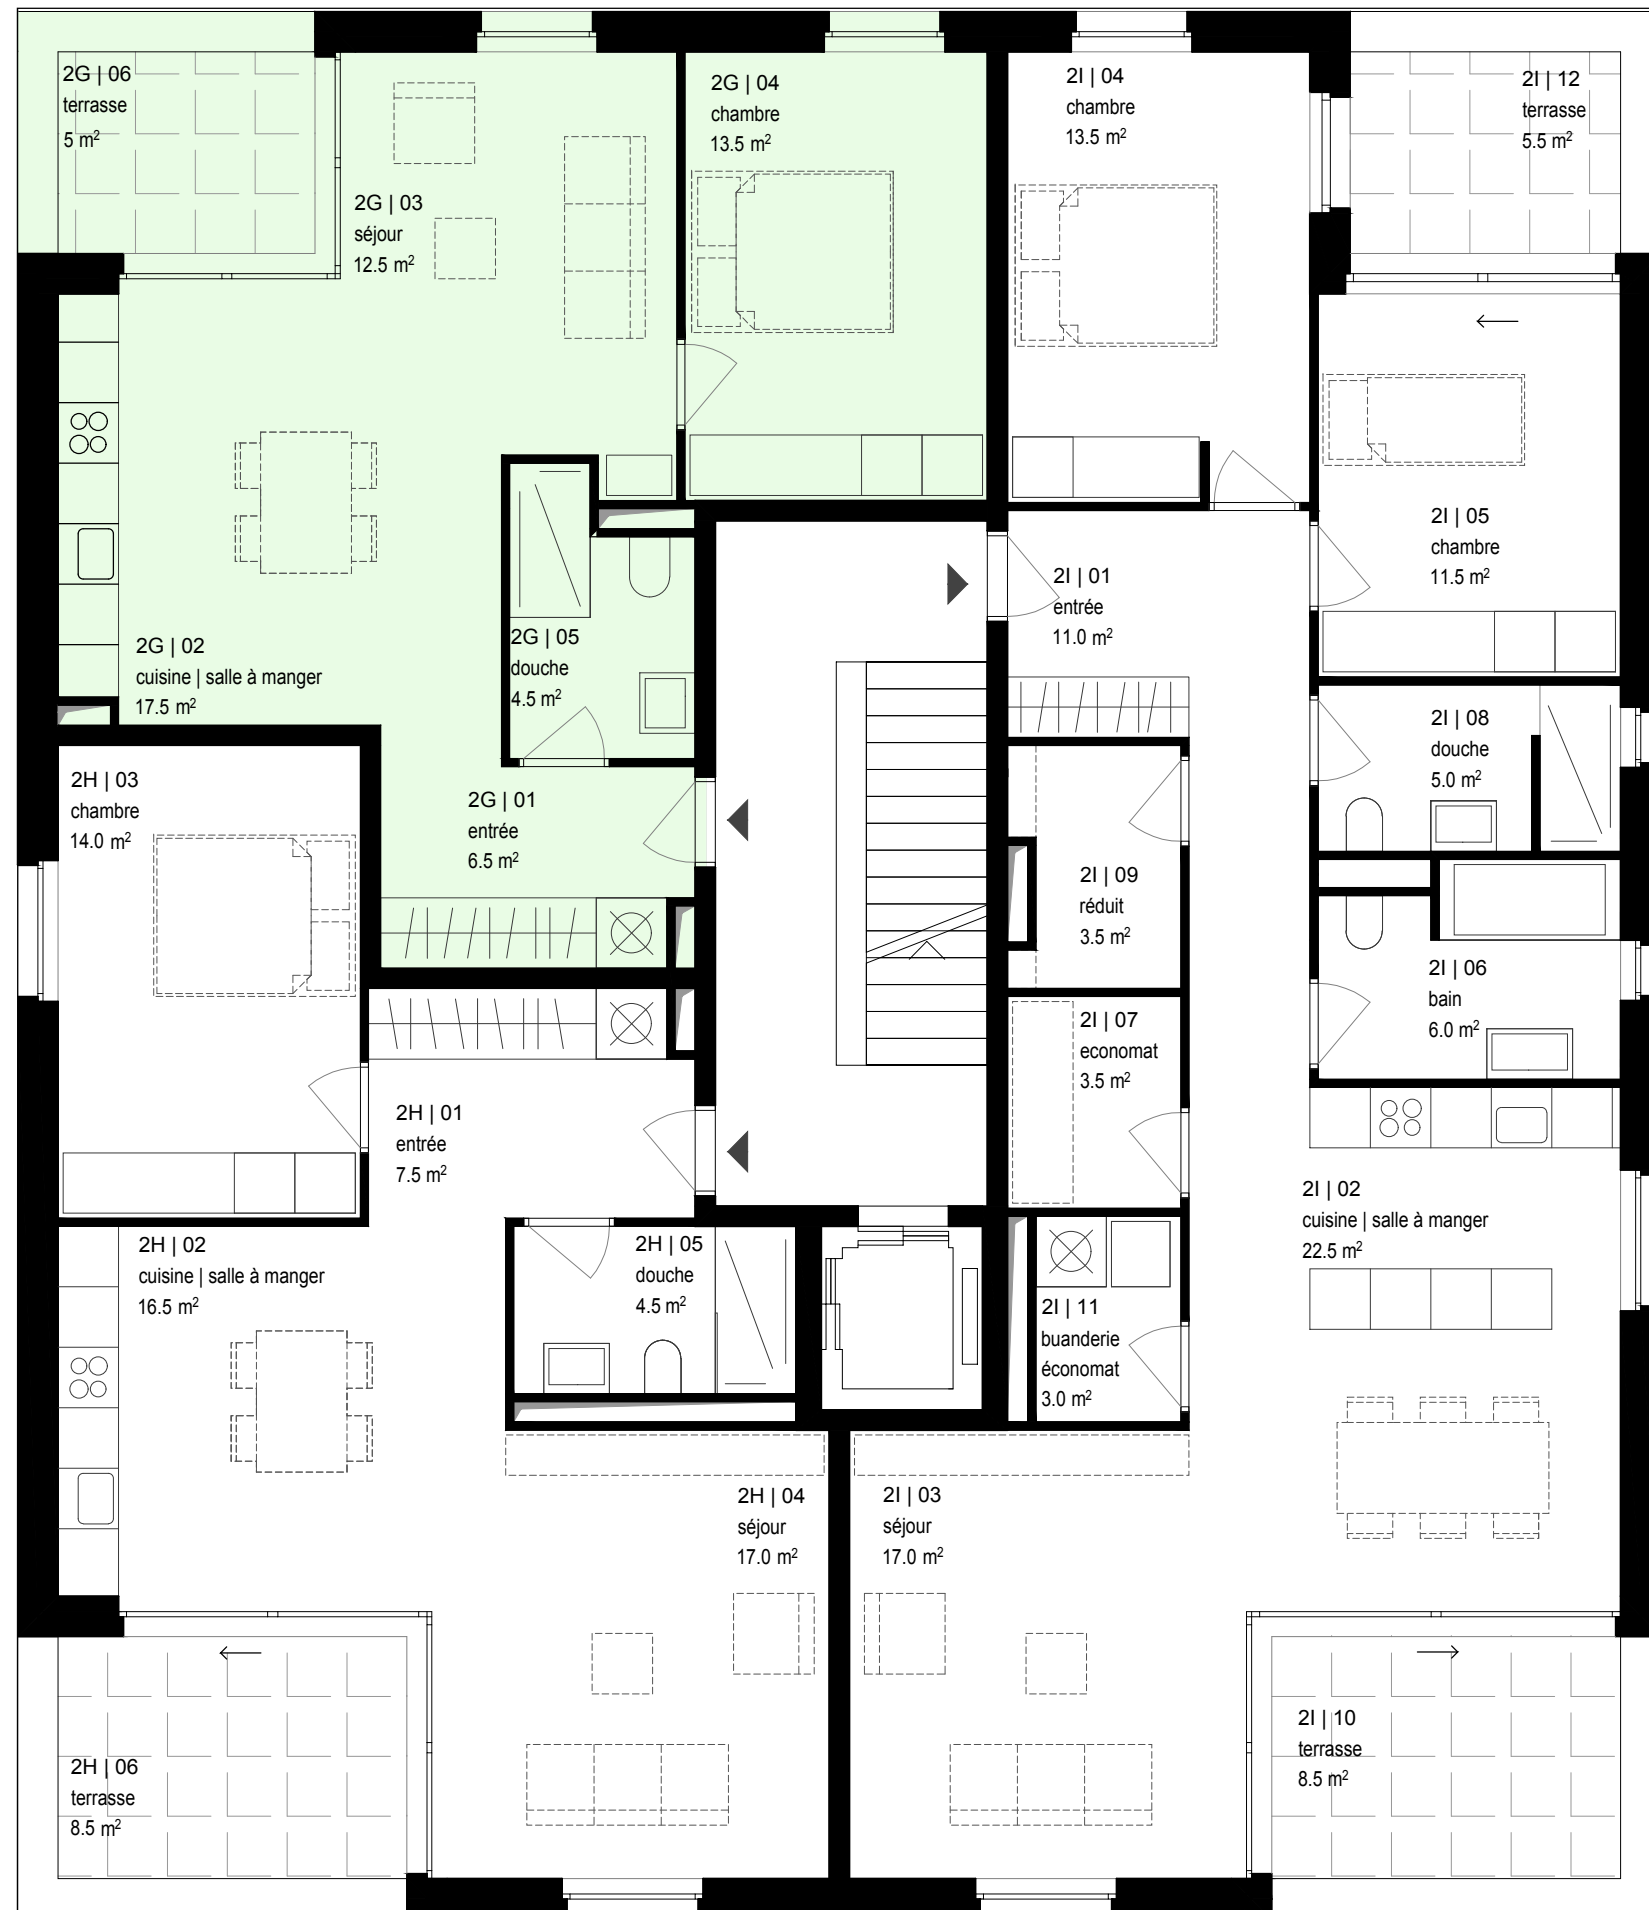 2G | 06
terrasse
5 m²
2G | 03
séjour
12.5 m²
2G | 04
chambre
13.5 m²
2I | 04
chambre
13.5 m²
2I | 12
terrasse
5.5 m²
2I | 05
chambre
11.5 m²
2I | 01
entrée
11.0 m²
2G | 05
douche
4.5 m²
2G | 02
cuisine | salle à manger
17.5 m²
2I | 08
douche
5.0 m²
2H | 03
chambre
14.0 m²
2G | 01
entrée
6.5 m²
2I | 09
réduit
3.5 m²
2I | 06
bain
6.0 m²
2I | 07
economat
3.5 m²
2H | 01
entrée
7.5 m²
2I | 02
cuisine | salle à manger
22.5 m²
2H | 02
cuisine | salle à manger
16.5 m²
2H | 05
douche
4.5 m²
2I | 11
buanderie
économat
3.0 m²
2H | 04
séjour
17.0 m²
2I | 03
séjour
17.0 m²
2I | 10
terrasse
8.5 m²
2H | 06
terrasse
8.5 m²